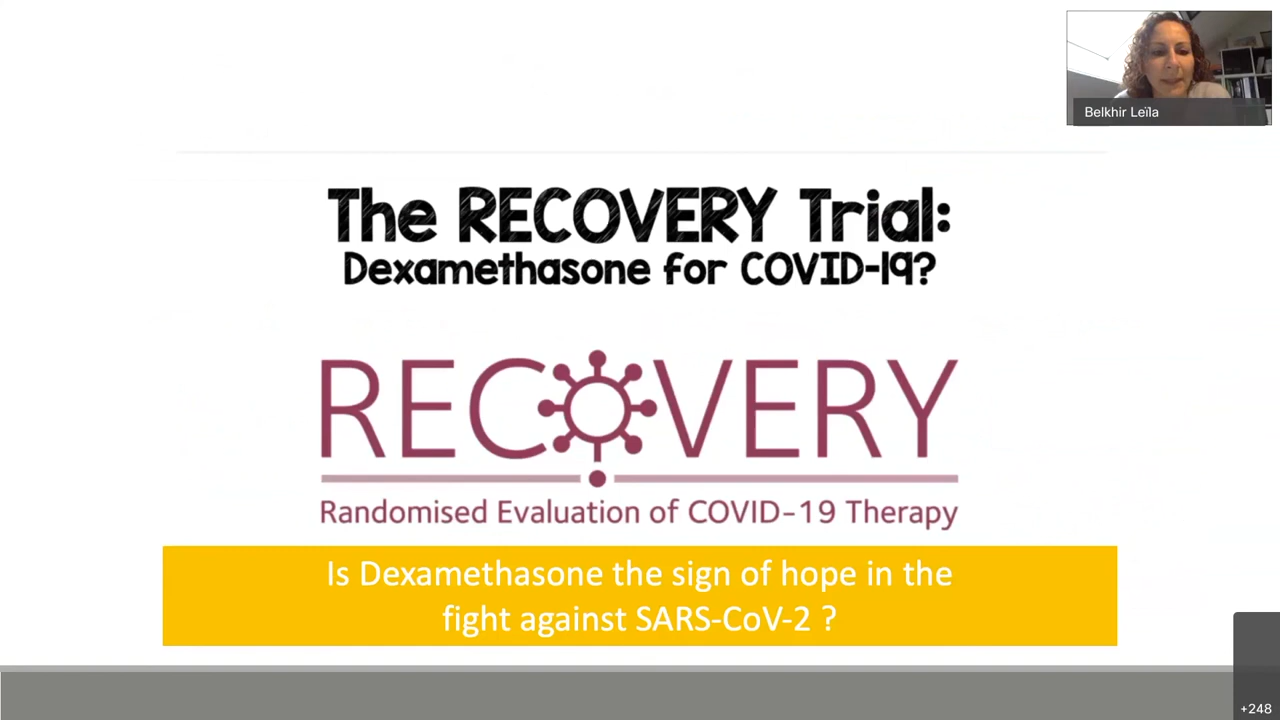 Belkhir Leïla
The RECOVERY Trial:
Dexamethasone for COVID-19?
RECOVERY
Randomised Evaluation of COVID-19 Therapy
Is Dexamethasone the sign of hope in the
fight against SARS-CoV-2 ?
+248